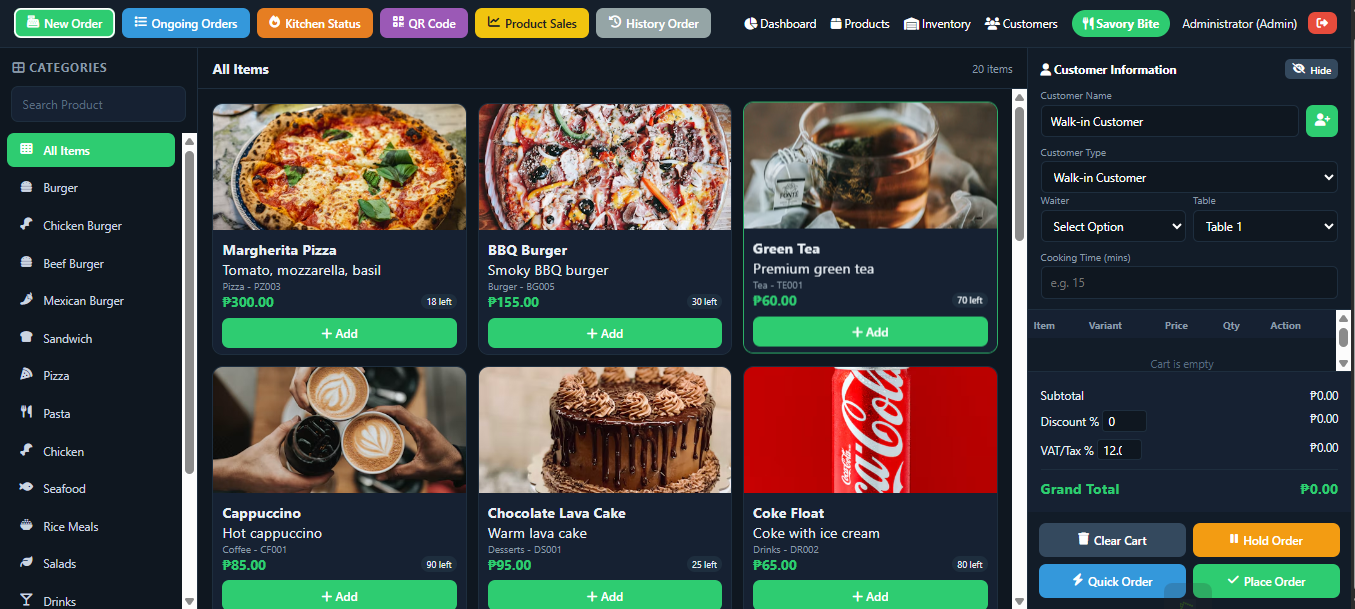 New Order Ongoing Orders Kitchen Status QR Code Product Sales History Order Dashboard Products Inventory Customers Savory Bite Administrator (Admin)
CATEGORIES
Search Product
All Items
Burger
Chicken Burger
Beef Burger
Mexican Burger
Sandwich
Pizza
Pasta
Chicken
Seafood
Rice Meals
Salads
Drinks
All Items 20 items
Margherita Pizza
Tomato, mozzarella, basil
Pizza - PZ003
₱300.00 18 left
+ Add
BBQ Burger
Smoky BBQ burger
Burger - BG005
₱155.00 30 left
+ Add
Green Tea
Premium green tea
Tea - TE001
₱60.00 70 left
+ Add
Cappuccino
Hot cappuccino
Coffee - CF001
₱85.00 90 left
+ Add
Chocolate Lava Cake
Warm lava cake
Desserts - DS001
₱95.00 25 left
+ Add
Coca-Cola
Coke Float
Coke with ice cream
Drinks - DR002
₱65.00 80 left
+ Add
Customer Information Hide
Customer Name
Walk-in Customer
Customer Type
Walk-in Customer
Waiter Table
Select Option Table 1
Cooking Time (mins)
e.g. 15
Item Variant Price Qty Action
Cart is empty
Subtotal ₱0.00
Discount % 0 ₱0.00
VAT/Tax % 12.0 ₱0.00
Grand Total ₱0.00
Clear Cart Hold Order
Quick Order Place Order